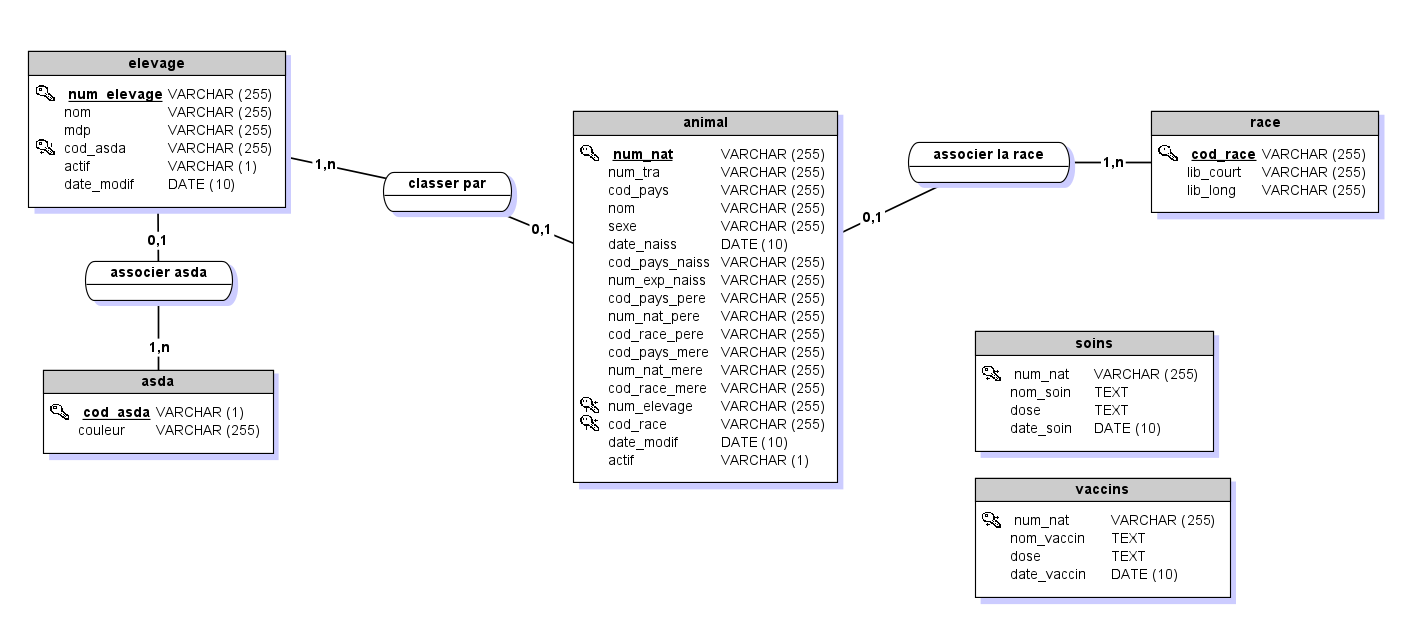 elevage
num_elevage VARCHAR (255)
nom VARCHAR (255)
mdp VARCHAR (255)
cod_asda VARCHAR (255)
actif VARCHAR (1)
date_modif DATE (10)
1,n
classer par
0,1
0,1
associer asda
1,n
asda
cod_asda VARCHAR (1)
couleur VARCHAR (255)
animal
num_nat VARCHAR (255)
num_tra VARCHAR (255)
cod_pays VARCHAR (255)
nom VARCHAR (255)
sexe VARCHAR (255)
date_naiss DATE (10)
cod_pays_naiss VARCHAR (255)
num_exp_naiss VARCHAR (255)
cod_pays_pere VARCHAR (255)
num_nat_pere VARCHAR (255)
cod_race_pere VARCHAR (255)
cod_pays_mere VARCHAR (255)
num_nat_mere VARCHAR (255)
cod_race_mere VARCHAR (255)
num_elevage VARCHAR (255)
cod_race VARCHAR (255)
date_modif DATE (10)
actif VARCHAR (1)
associer la race
1,n
0,1
race
cod_race VARCHAR (255)
lib_court VARCHAR (255)
lib_long VARCHAR (255)
soins
num_nat VARCHAR (255)
nom_soin TEXT
dose TEXT
date_soin DATE (10)
vaccins
num_nat VARCHAR (255)
nom_vaccin TEXT
dose TEXT
date_vaccin DATE (10)